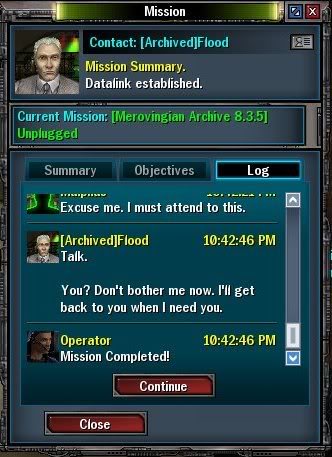 Mission
Contact: [Archived]Flood
Mission Summary.
Datalink established.
Current Mission: [Merovingian Archive 8.3.5]
Unplugged
Summary
Objectives
Log
Excuse me. I must attend to this.
[Archived]Flood 10:42:46 PM
Talk.
You? Don't bother me now. I'll get
back to you when I need you.
Operator 10:42:46 PM
Mission Completed!
Continue
Close